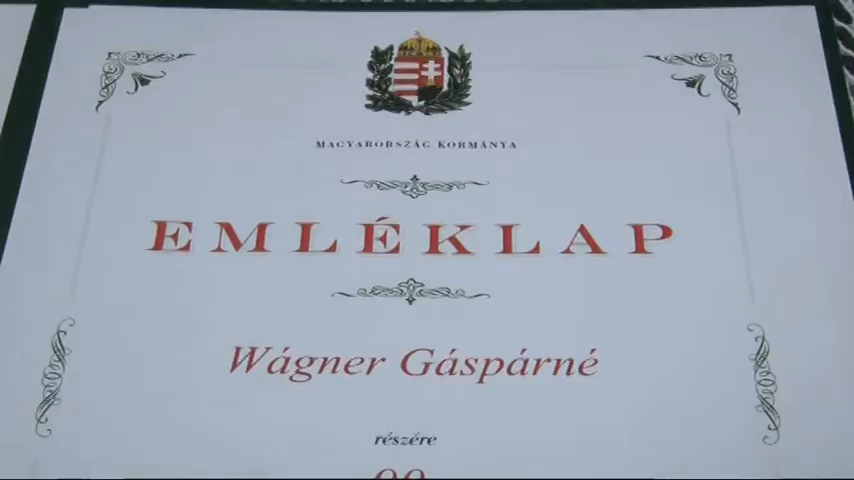 MAGYARORSZÁG KORMÁNYA
EMLÉKLAP
Wágner Gáspárné
részére